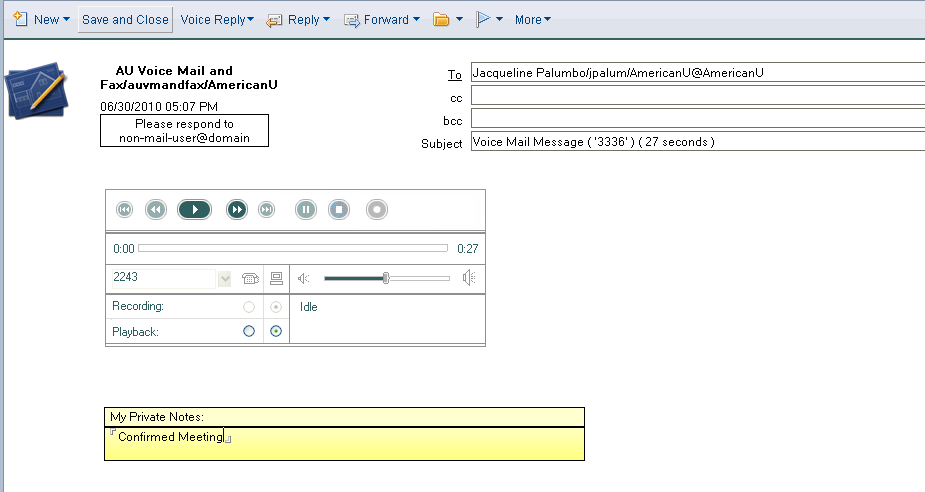 New Save and Close Voice Reply Reply Forward More
AU Voice Mail and
Fax/auvmandfax/AmericanU
06/30/2010 05:07 PM
Please respond to
non-mail-user@domain
To Jacqueline Palumbo/jpalum/AmericanU@AmericanU
cc
bcc
Subject Voice Mail Message ( '3336' ) ( 27 seconds )
0:00 0:27
2243
Recording: Idle
Playback:
My Private Notes:
Confirmed Meeting